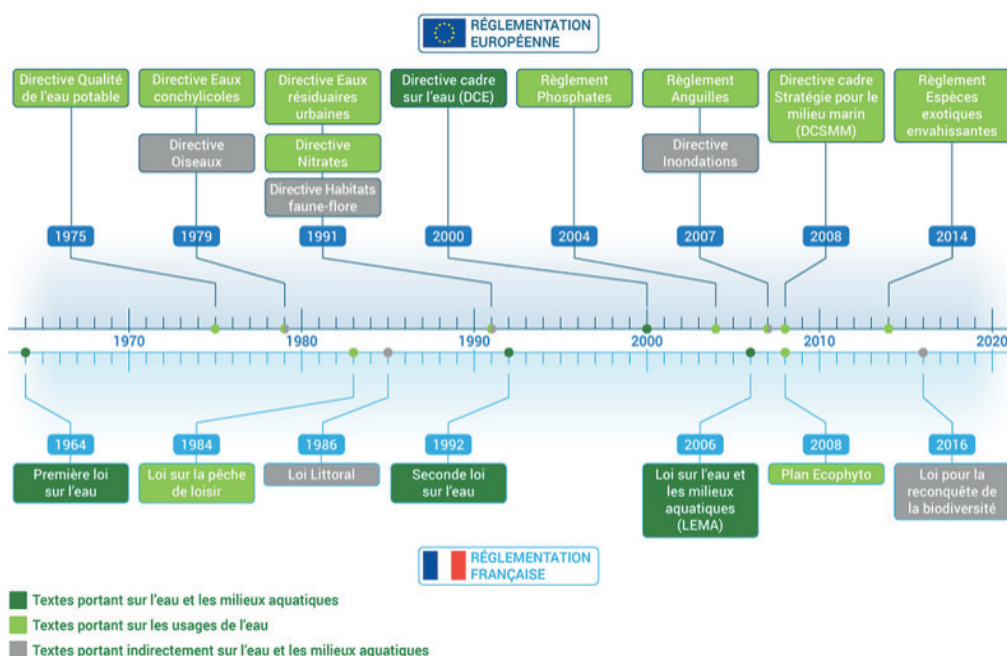 RÉGLEMENTATION
EUROPÉENNE
Directive Qualité
de l'eau potable
Directive Eaux
conchylicoles
Directive
Oiseaux
Directive Eaux
résiduaires
urbaines
Directive
Nitrates
Directive Habitats
faune-flore
Directive cadre
sur l'eau (DCE)
Règlement
Phosphates
Règlement
Anguilles
Directive
Inondations
Directive cadre
Stratégie pour le
milieu marin
(DCSMM)
Règlement
Espèces
exotiques
envahissantes
1975
1979
1991
2000
2004
2007
2008
2014
1970
1980
1990
2000
2010
2020
1964
1984
1986
1992
2006
2008
2016
Première loi
sur l'eau
Loi sur la pêche
de loisir
Loi Littoral
Seconde loi
sur l'eau
Loi sur l'eau et
les milieux
aquatiques
(LEMA)
Plan Ecophyto
Loi pour la
reconquête de
la biodiversité
RÉGLEMENTATION
FRANÇAISE
Textes portant sur l'eau et les milieux aquatiques
Textes portant sur les usages de l'eau
Textes portant indirectement sur l'eau et les milieux aquatiques